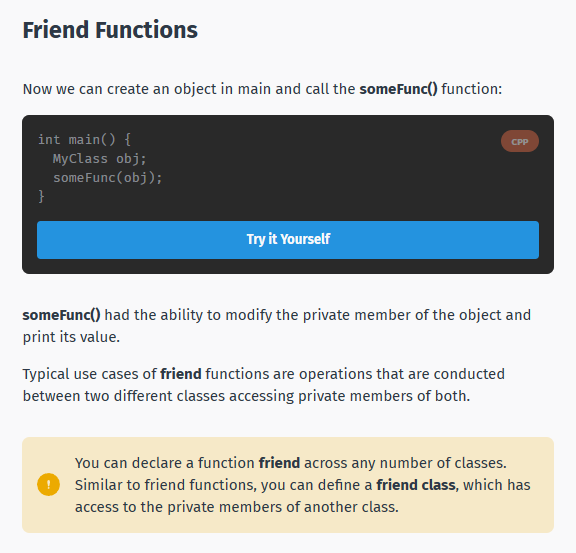 Friend Functions
Now we can create an object in main and call the someFunc() function:
CPP
int main() {
  MyClass obj;
  someFunc(obj);
}
Try it Yourself
someFunc() had the ability to modify the private member of the object and
print its value.
Typical use cases of friend functions are operations that are conducted
between two different classes accessing private members of both.
!
You can declare a function friend across any number of classes.
Similar to friend functions, you can define a friend class, which has
access to the private members of another class.